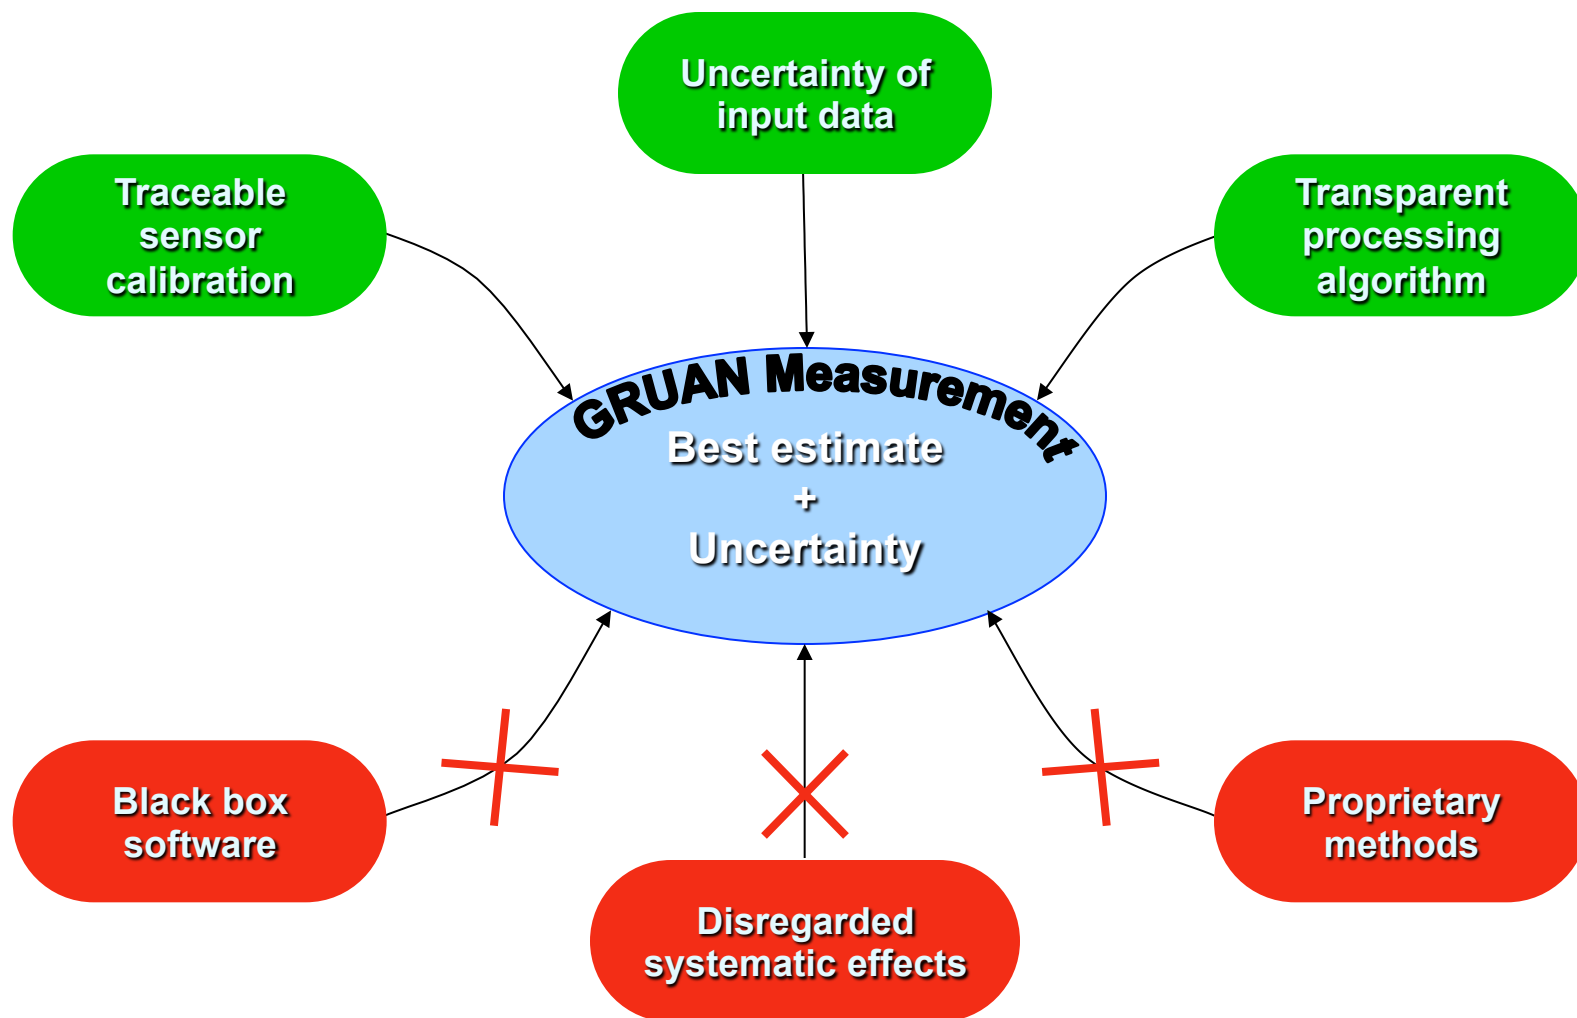 Uncertainty of
input data
Traceable
sensor
calibration
Transparent
processing
algorithm
GRUAN Measurement
Best estimate
+
Uncertainty
Black box
software
Proprietary
methods
Disregarded
systematic effects